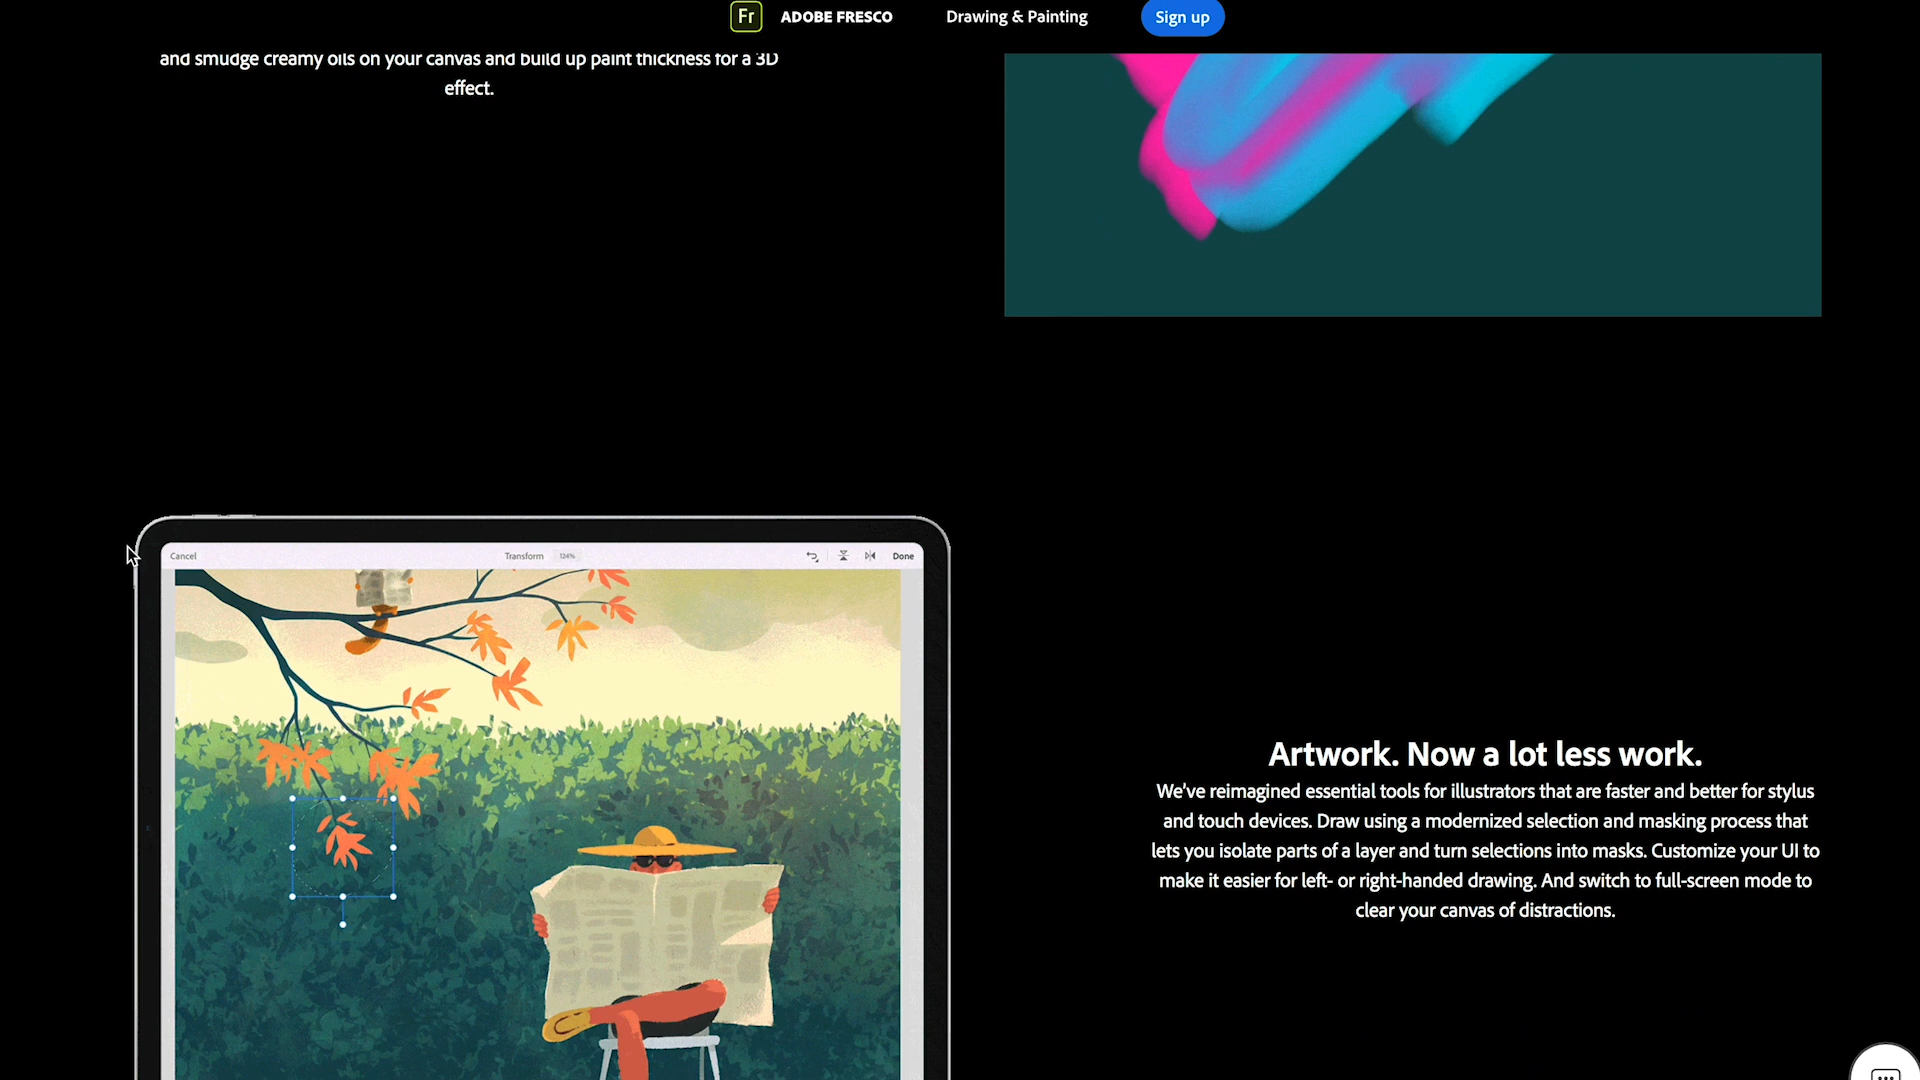 Fr ADOBE FRESCO Drawing & Painting Sign up
and smudge creamy oils on your canvas and build up paint thickness for a 3D
effect.
Cancel Transform 124% Done
Artwork. Now a lot less work.
We've reimagined essential tools for illustrators that are faster and better for stylus
and touch devices. Draw using a modernized selection and masking process that
lets you isolate parts of a layer and turn selections into masks. Customize your UI to
make it easier for left- or right-handed drawing. And switch to full-screen mode to
clear your canvas of distractions.